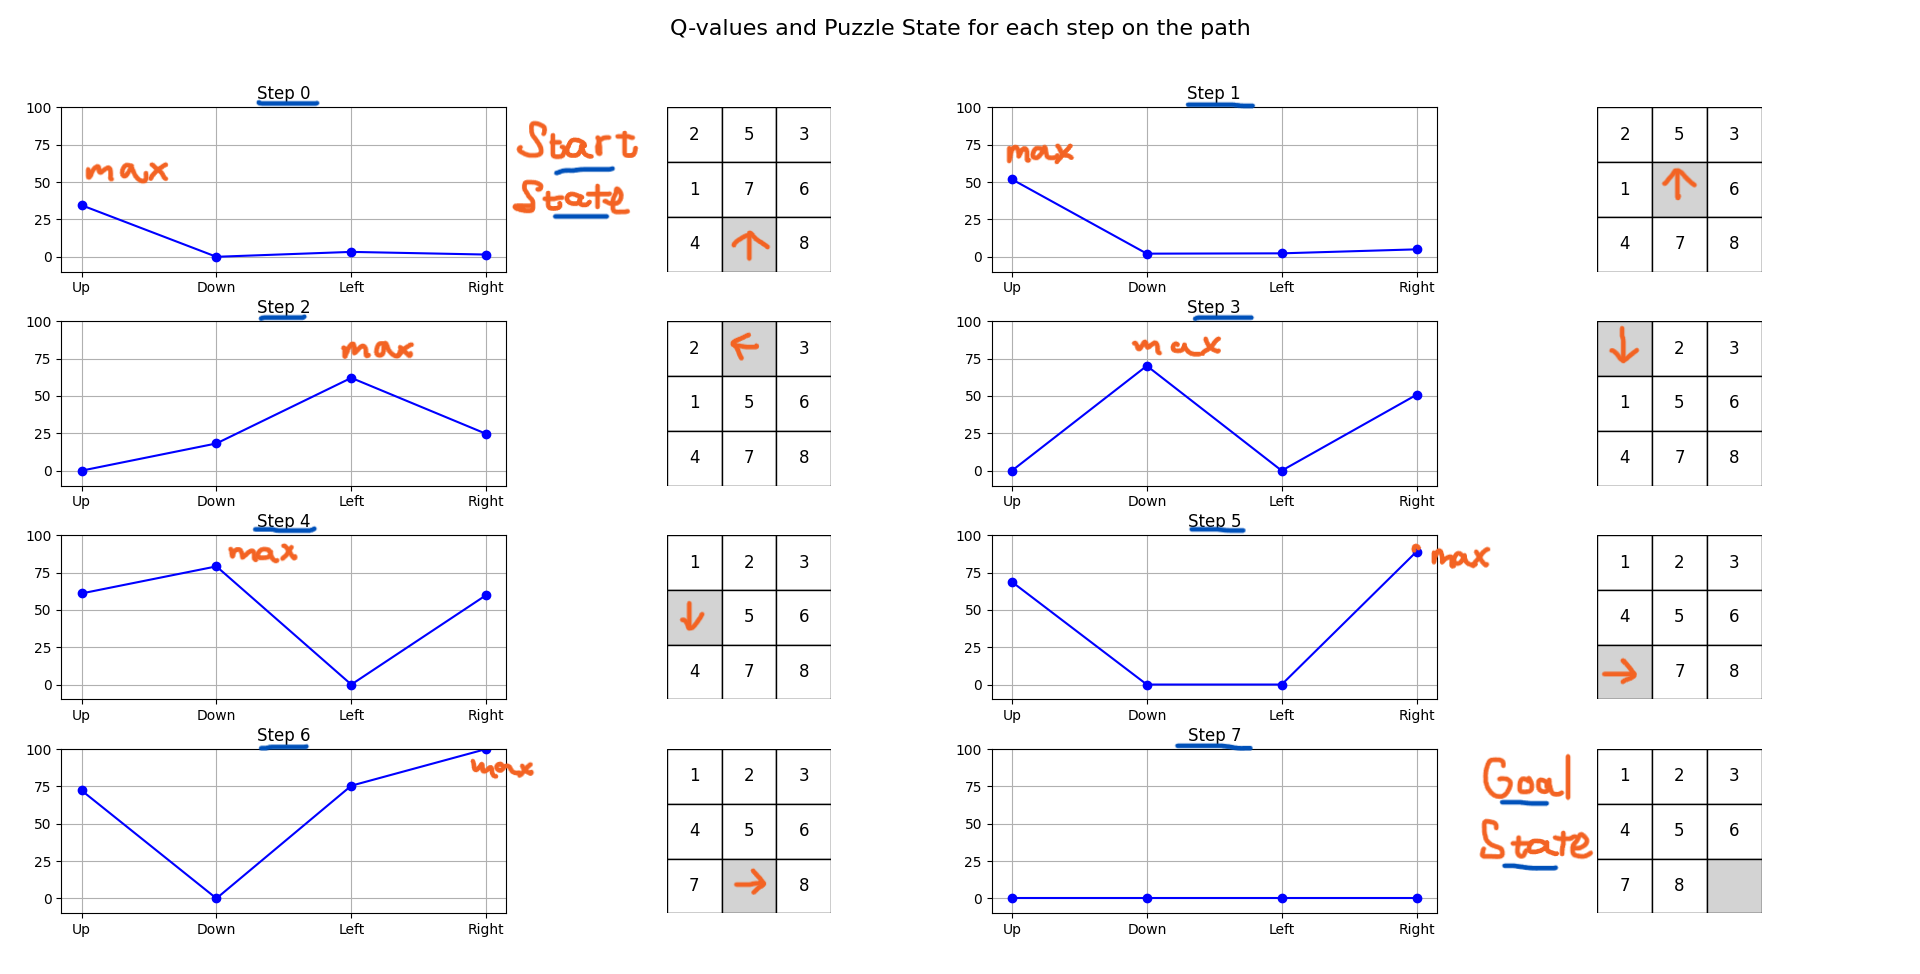 Q-values and Puzzle State for each step on the path
Step 0
100
75
50
25
0
max
Up Down Left Right
Start
State
2 5 3
1 7 6
4 8
Step 1
100
75
50
25
0
max
Up Down Left Right
2 5 3
1 6
4 7 8
Step 2
100
75
50
25
0
max
Up Down Left Right
2 3
1 5 6
4 7 8
Step 3
100
75
50
25
0
max
Up Down Left Right
2 3
1 5 6
4 7 8
Step 4
100
75
50
25
0
max
Up Down Left Right
1 2 3
5 6
4 7 8
Step 5
100
75
50
25
0
max
Up Down Left Right
1 2 3
4 5 6
7 8
Step 6
100
75
50
25
0
max
Up Down Left Right
1 2 3
4 5 6
7 8
Step 7
100
75
50
25
0
Up Down Left Right
Goal
State
1 2 3
4 5 6
7 8